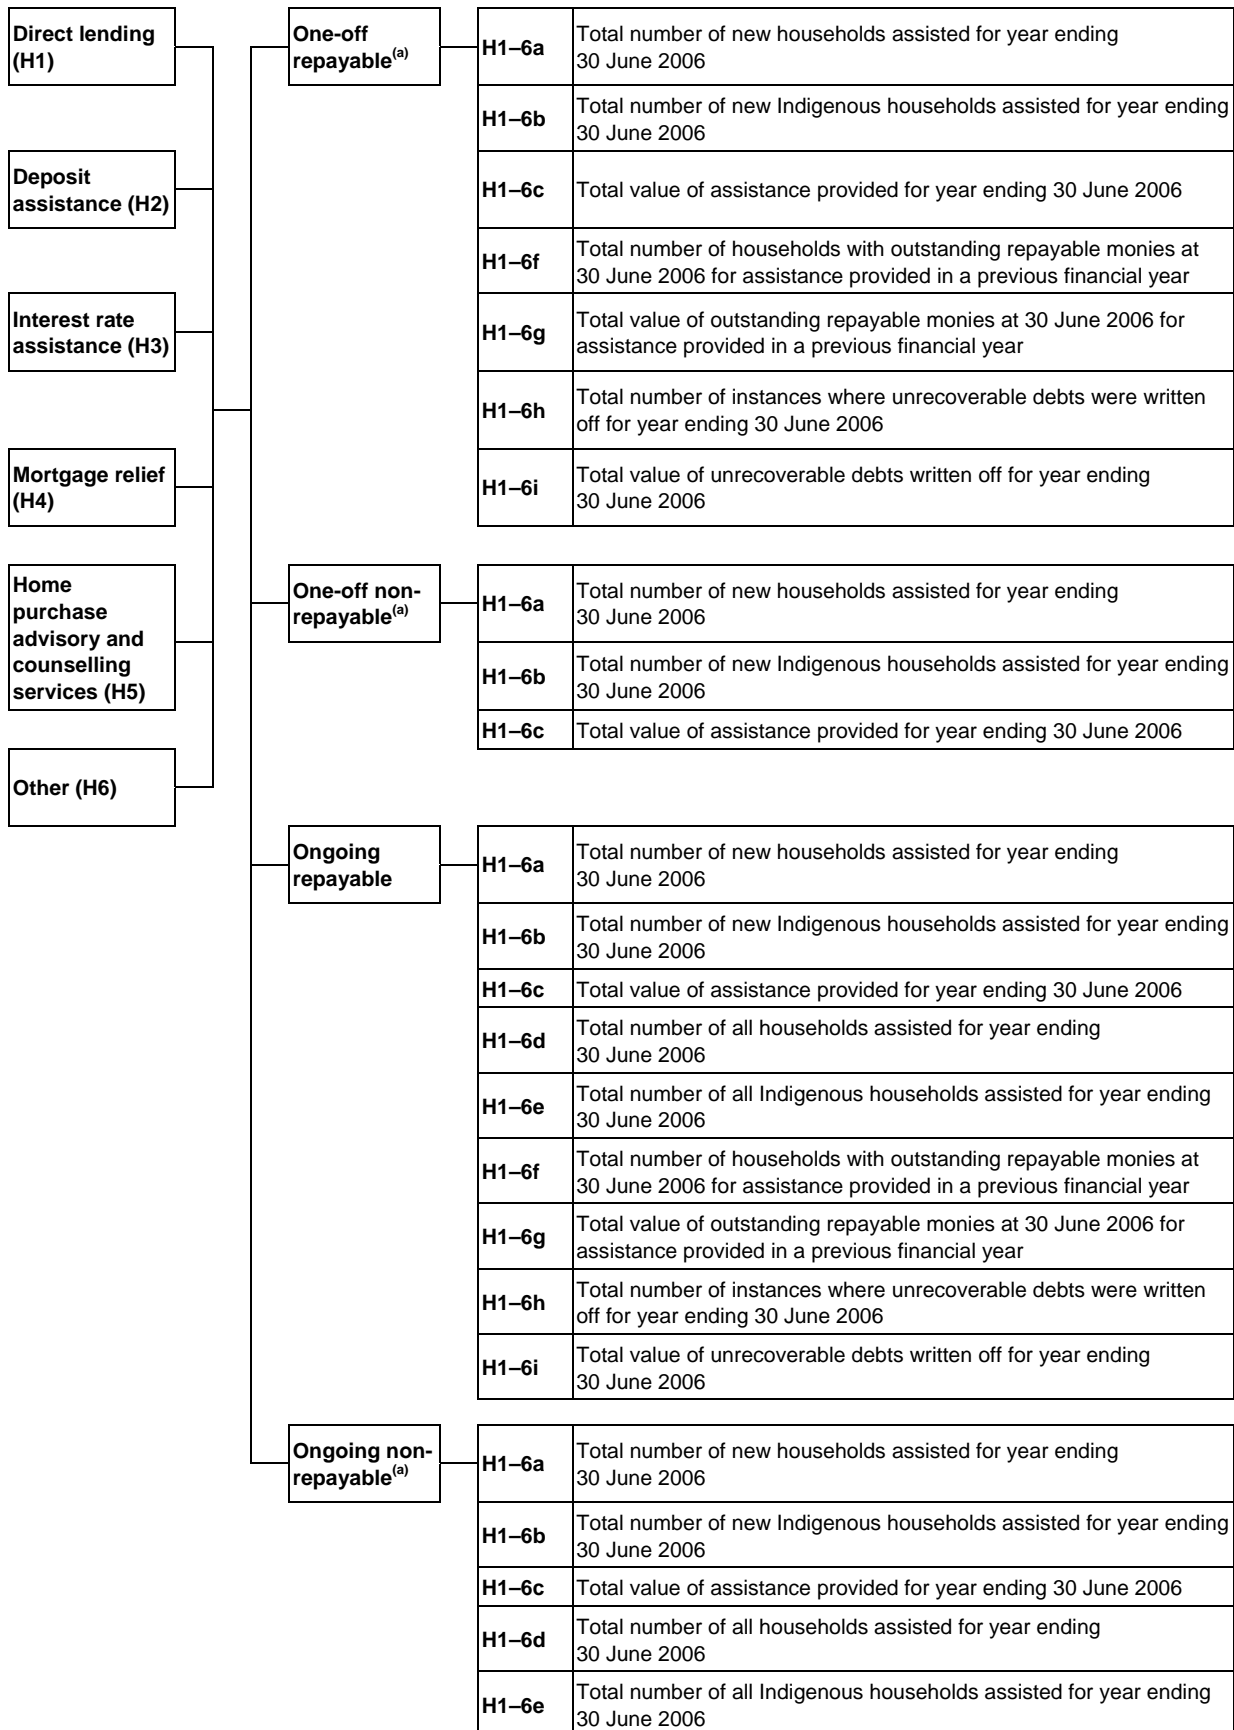 Direct lending
(H1)
Deposit
assistance (H2)
Interest rate
assistance (H3)
Mortgage relief
(H4)
Home
purchase
advisory and
counselling
services (H5)
Other (H6)
One-off
repayable(a)
H1–6a
Total number of new households assisted for year ending
30 June 2006
H1–6b
Total number of new Indigenous households assisted for year ending
30 June 2006
H1–6c
Total value of assistance provided for year ending 30 June 2006
H1–6f
Total number of households with outstanding repayable monies at
30 June 2006 for assistance provided in a previous financial year
H1–6g
Total value of outstanding repayable monies at 30 June 2006 for
assistance provided in a previous financial year
H1–6h
Total number of instances where unrecoverable debts were written
off for year ending 30 June 2006
H1–6i
Total value of unrecoverable debts written off for year ending
30 June 2006
One-off non-
repayable(a)
H1–6a
Total number of new households assisted for year ending
30 June 2006
H1–6b
Total number of new Indigenous households assisted for year ending
30 June 2006
H1–6c
Total value of assistance provided for year ending 30 June 2006
Ongoing
repayable
H1–6a
Total number of new households assisted for year ending
30 June 2006
H1–6b
Total number of new Indigenous households assisted for year ending
30 June 2006
H1–6c
Total value of assistance provided for year ending 30 June 2006
H1–6d
Total number of all households assisted for year ending
30 June 2006
H1–6e
Total number of all Indigenous households assisted for year ending
30 June 2006
H1–6f
Total number of households with outstanding repayable monies at
30 June 2006 for assistance provided in a previous financial year
H1–6g
Total value of outstanding repayable monies at 30 June 2006 for
assistance provided in a previous financial year
H1–6h
Total number of instances where unrecoverable debts were written
off for year ending 30 June 2006
H1–6i
Total value of unrecoverable debts written off for year ending
30 June 2006
Ongoing non-
repayable(a)
H1–6a
Total number of new households assisted for year ending
30 June 2006
H1–6b
Total number of new Indigenous households assisted for year ending
30 June 2006
H1–6c
Total value of assistance provided for year ending 30 June 2006
H1–6d
Total number of all households assisted for year ending
30 June 2006
H1–6e
Total number of all Indigenous households assisted for year ending
30 June 2006